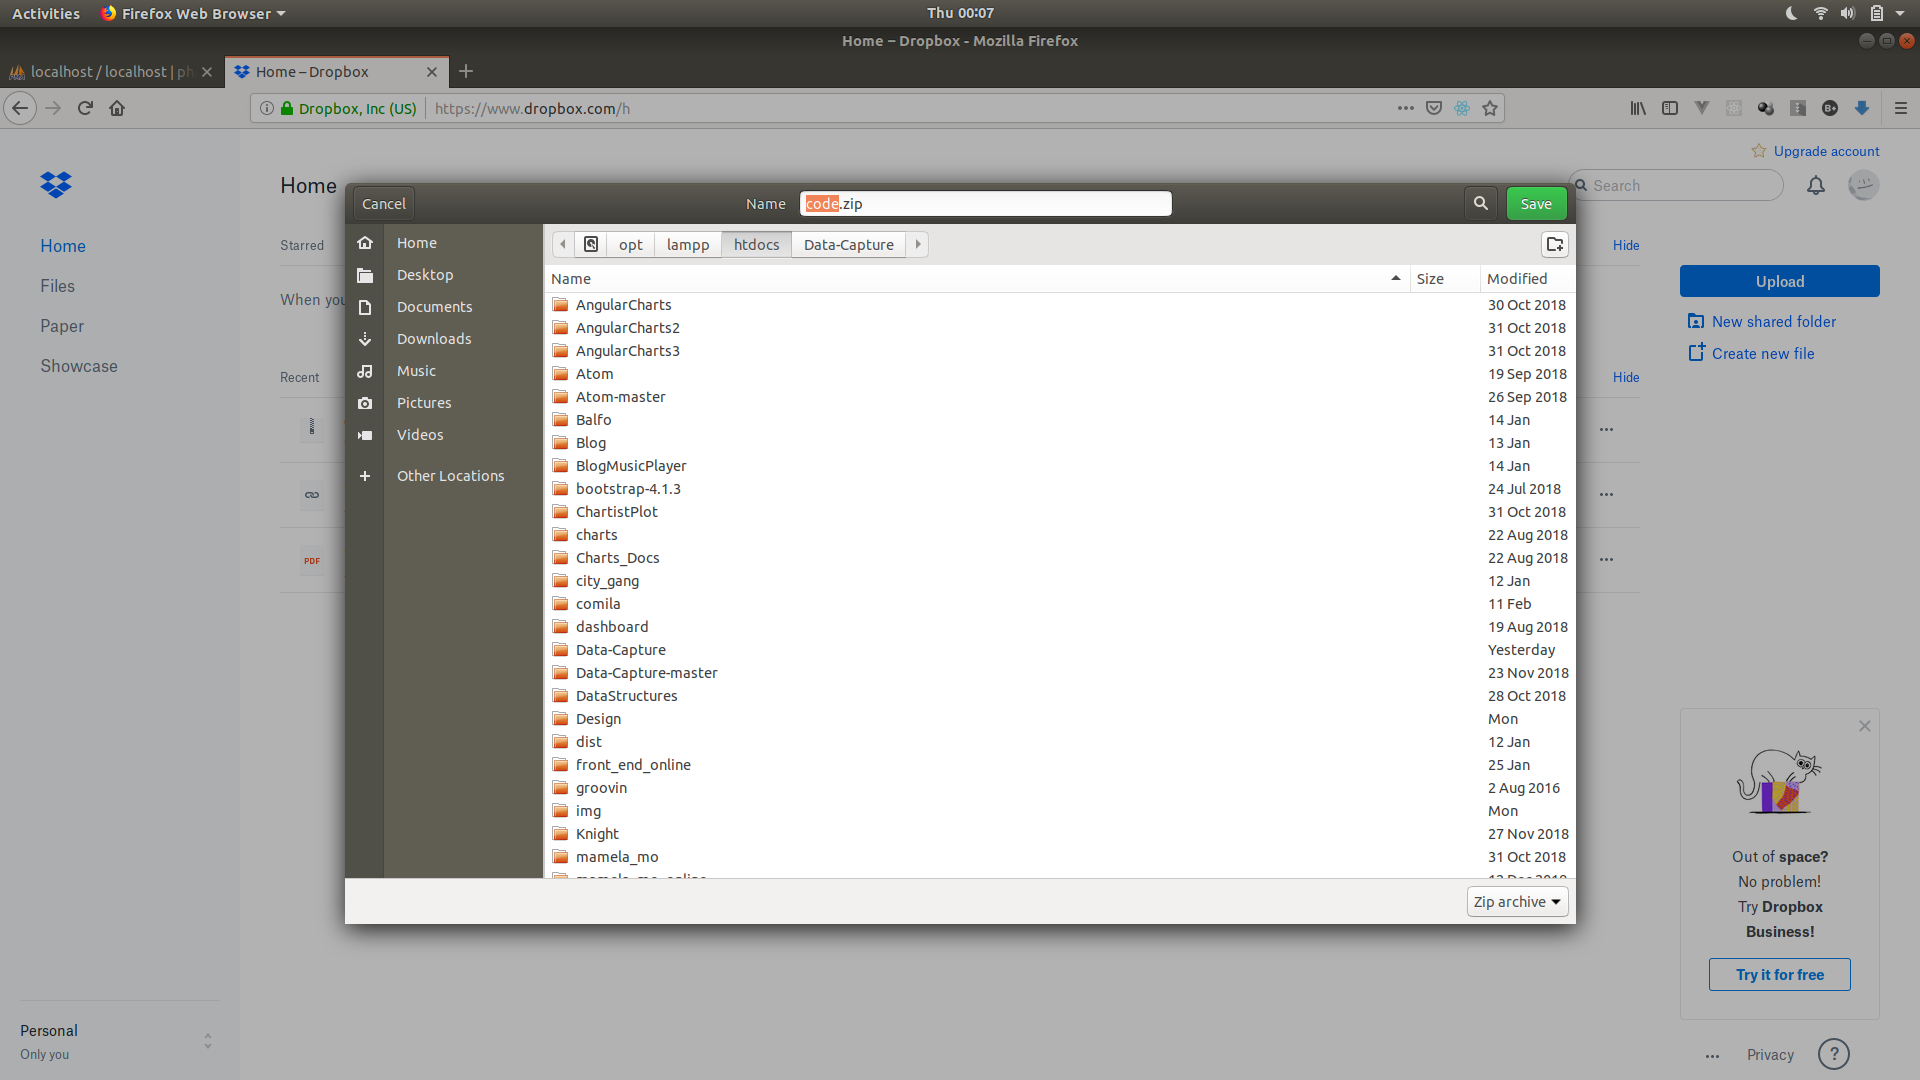 Activities Firefox Web Browser Thu 00:07
Home – Dropbox - Mozilla Firefox
localhost / localhost | ph Home – Dropbox
Dropbox, Inc (US) https://www.dropbox.com/h
Upgrade account
Home
Search
Cancel Name code.zip Save
Home
Files
Paper
Showcase
Starred
Hide
When you
Recent
Hide
PDF
Home
Desktop
Documents
Downloads
Music
Pictures
Videos
Other Locations
opt lampp htdocs Data-Capture
Name Size Modified
AngularCharts 30 Oct 2018
AngularCharts2 31 Oct 2018
AngularCharts3 31 Oct 2018
Atom 19 Sep 2018
Atom-master 26 Sep 2018
Balfo 14 Jan
Blog 13 Jan
BlogMusicPlayer 14 Jan
bootstrap-4.1.3 24 Jul 2018
ChartistPlot 31 Oct 2018
charts 22 Aug 2018
Charts_Docs 22 Aug 2018
city_gang 12 Jan
comila 11 Feb
dashboard 19 Aug 2018
Data-Capture Yesterday
Data-Capture-master 23 Nov 2018
DataStructures 28 Oct 2018
Design Mon
dist 12 Jan
front_end_online 25 Jan
groovin 2 Aug 2016
img Mon
Knight 27 Nov 2018
mamela_mo 31 Oct 2018
Zip archive
Upload
New shared folder
Create new file
Out of space?
No problem!
Try Dropbox
Business!
Try it for free
Personal
Only you
Privacy
?